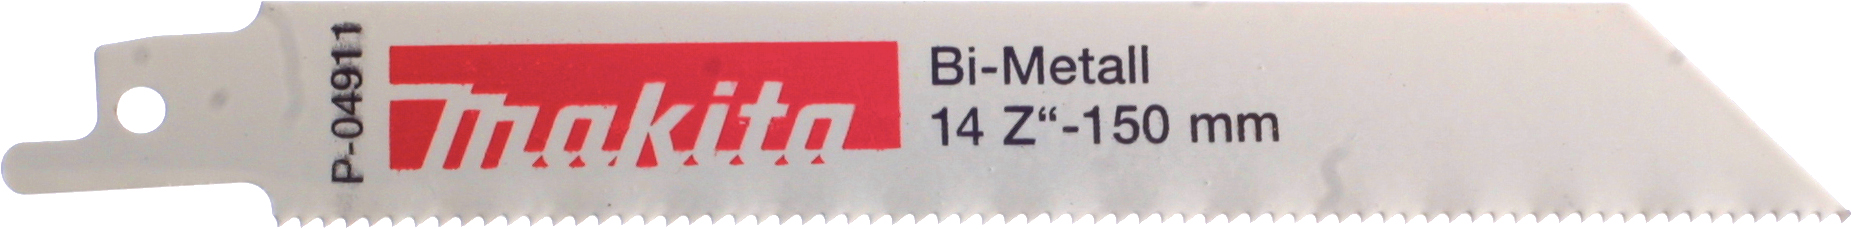 P-04911
makita
Bi-Metall
14 Z“-150 mm